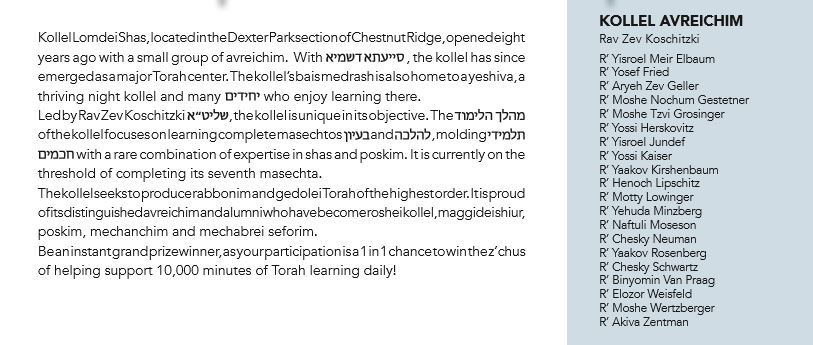 Kollel Lomdei Shas, located in the Dexter Park section of Chestnut Ridge, opened eight
years ago with a small group of avreichim. With סייעתא דשמיא, the kollel has since
emerged as a major Torah center. The kollel's bais medrash is also home to a yeshiva, a
thriving night kollel and many יחידים who enjoy learning there.
Led by Rav Zev Koschitzki שליט"א, the kollel is unique in its objective. The מהלך הלימוד
of the kollel focuses on learning complete masechtos בעיון and להלכה, molding תלמידי
חכמים with a rare combination of expertise in shas and poskim. It is currently on the
threshold of completing its seventh masechta.
The kollel seeks to produce rabbonim and gedolei Torah of the highest order. It is proud
of its distinguished avreichim and alumni who have become roshei kollel, maggidei shiur,
poskim, mechanchim and mechabrei seforim.
Be an instant grand prize winner, as your participation is a 1 in 1 chance to win the z'chus
of helping support 10,000 minutes of Torah learning daily!
KOLLEL AVREICHIM
Rav Zev Koschitzki
R' Yisroel Meir Elbaum
R' Yosef Fried
R' Aryeh Zev Geller
R' Moshe Nochum Gestetner
R' Moshe Tzvi Grosinger
R' Yossi Herskovitz
R' Yisroel Jundef
R' Yossi Kaiser
R' Yaakov Kirshenbaum
R' Henoch Lipschitz
R' Motty Lowinger
R' Yehuda Minzberg
R' Naftuli Moseson
R' Chesky Neuman
R' Yaakov Rosenberg
R' Chesky Schwartz
R' Binyomin Van Praag
R' Elozor Weisfeld
R' Moshe Wertzberger
R' Akiva Zentman